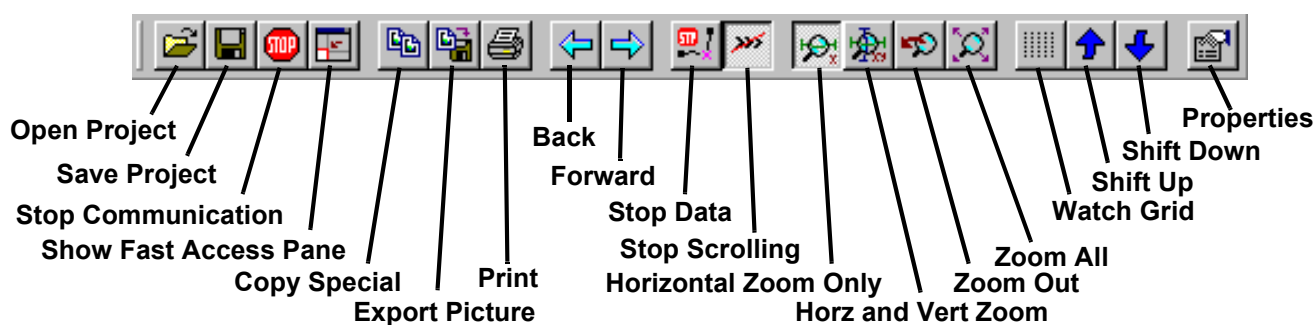 STOP
STP
x
xy
Open Project
Save Project
Stop Communication
Show Fast Access Pane
Copy Special
Export Picture
Print
Back
Forward
Stop Data
Stop Scrolling
Horizontal Zoom Only
Horz and Vert Zoom
Zoom Out
Zoom All
Watch Grid
Shift Up
Shift Down
Properties